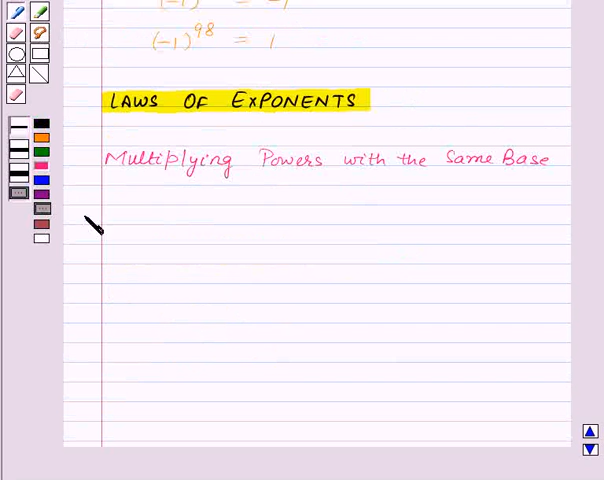 (-1)⁹⁸ = 1
LAWS OF EXPONENTS
Multiplying Powers with the Same Base